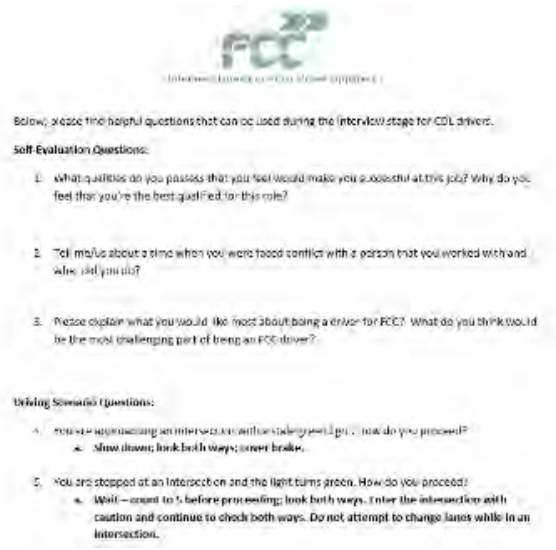 FCC
Below, please find helpful questions that can be used during the interview stage for CDL drivers.
Self-Evaluation Questions:
1. What qualities do you possess that you feel would make you successful at this job? Why do you
feel that you're the best qualified for this role?
2. Tell me/us about a time when you were faced conflict with a person that you worked with and
what did you do?
3. Please explain what you would like most about being a driver for FCC? What do you think would
be the most challenging part of being an FCC driver?
Driving Scenario Questions:
4. You are approaching an intersection with a stale green light. How do you proceed?
a. Slow down; look both ways; cover brake.
5. You are stopped at an intersection and the light turns green. How do you proceed?
a. Wait – count to 5 before proceeding; look both ways. Enter the intersection with
caution and continue to check both ways. Do not attempt to change lanes while in an
intersection.